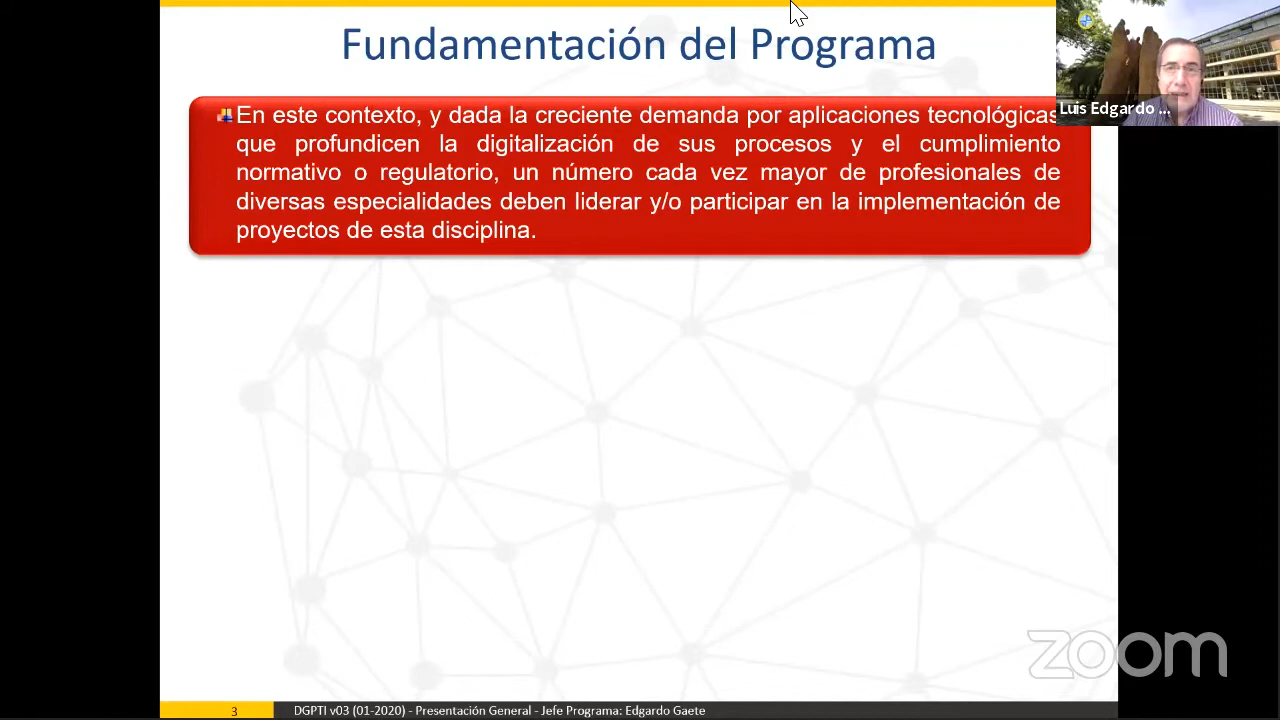 Fundamentación del Programa
En este contexto, y dada la creciente demanda por aplicaciones tecnológicas
que profundicen la digitalización de sus procesos y el cumplimiento
normativo o regulatorio, un número cada vez mayor de profesionales de
diversas especialidades deben liderar y/o participar en la implementación de
proyectos de esta disciplina.
Luis Edgardo ...
zoom
3
DGPTI v03 (01-2020) - Presentación General - Jefe Programa: Edgardo Gaete